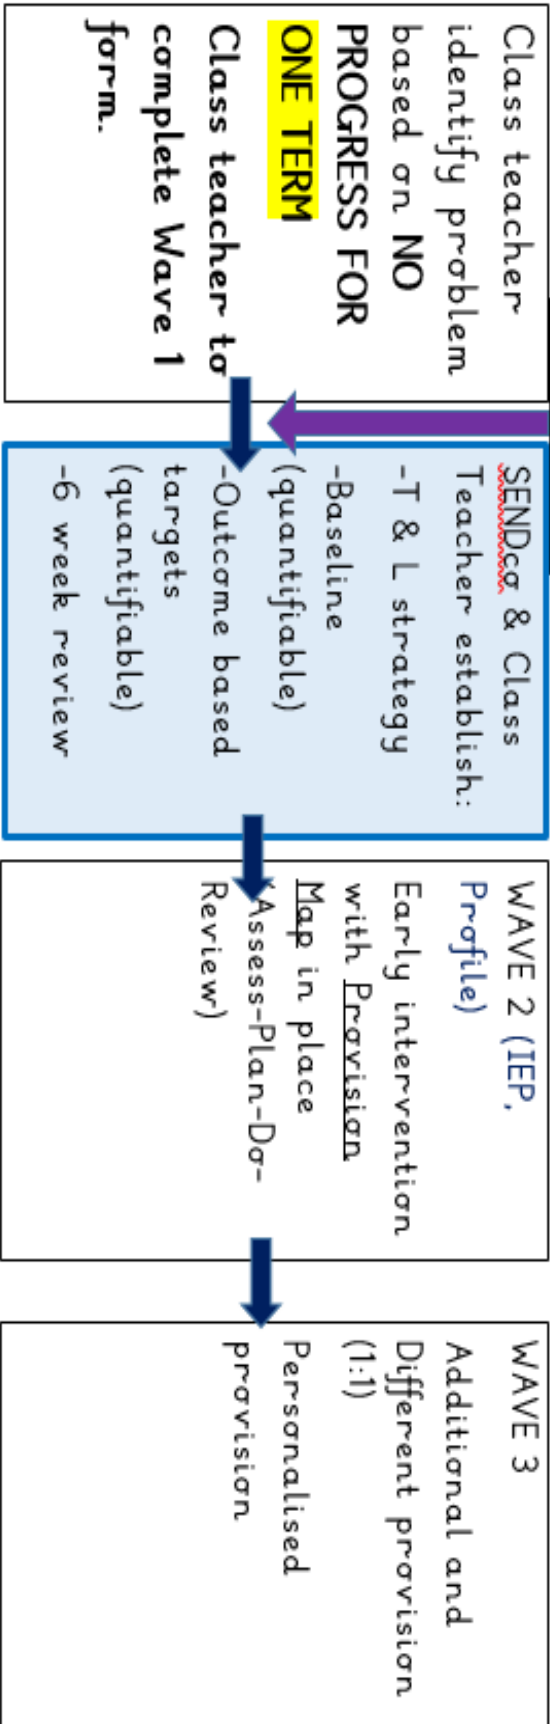 Class teacher
identify problem
based on NO
PROGRESS FOR
ONE TERM
Class teacher to
complete Wave 1
form.
SENDco & Class
Teacher establish:
-T & L strategy
-Baseline
(quantifiable)
-Outcome based
targets
(quantifiable)
-6 week review
WAVE 2 (IEP,
Profile)
Early intervention
with Provision
Map in place
(Assess-Plan-Do-
Review)
WAVE 3
Additional and
Different provision
(1:1)
Personalised
provision